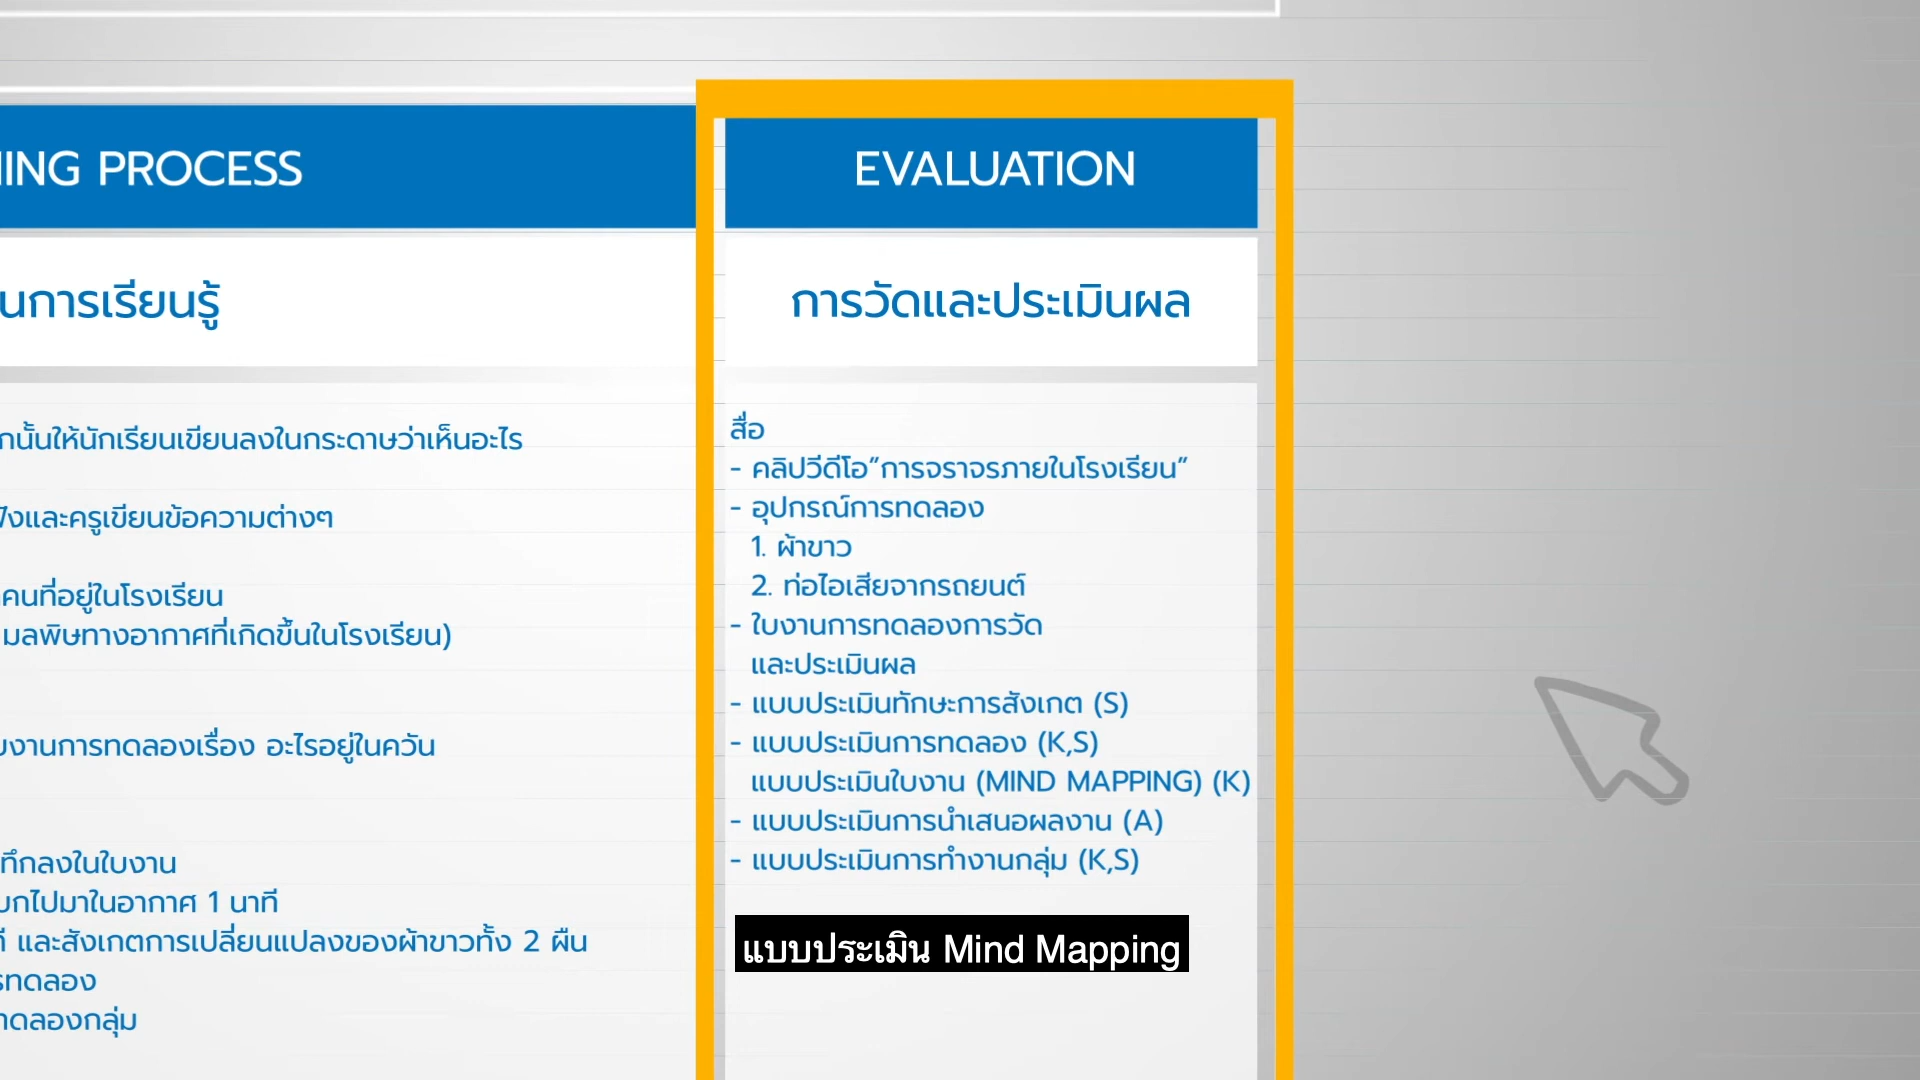 NING PROCESS
นการเรียนรู้
กนั้นให้นักเรียนเขียนลงในกระดาษว่าเห็นอะไร
ฟังและครูเขียนข้อความต่างๆ
คนที่อยู่ในโรงเรียน
มลพิษทางอากาศที่เกิดขึ้นในโรงเรียน)
บงานการทดลองเรื่อง อะไรอยู่ในควัน
ทึกลงในใบงาน
บกไปมาในอากาศ 1 นาที
ที และสังเกตการเปลี่ยนแปลงของผ้าขาวทั้ง 2 ผืน
รทดลอง
ทดลองกลุ่ม
EVALUATION
การวัดและประเมินผล
สื่อ
- คลิปวีดีโอ"การจราจรภายในโรงเรียน"
- อุปกรณ์การทดลอง
1. ผ้าขาว
2. ท่อไอเสียจากรถยนต์
- ใบงานการทดลองการวัด
และประเมินผล
- แบบประเมินทักษะการสังเกต (S)
- แบบประเมินการทดลอง (K,S)
แบบประเมินใบงาน (MIND MAPPING) (K)
- แบบประเมินการนำเสนอผลงาน (A)
- แบบประเมินการทำงานกลุ่ม (K,S)
แบบประเมิน Mind Mapping